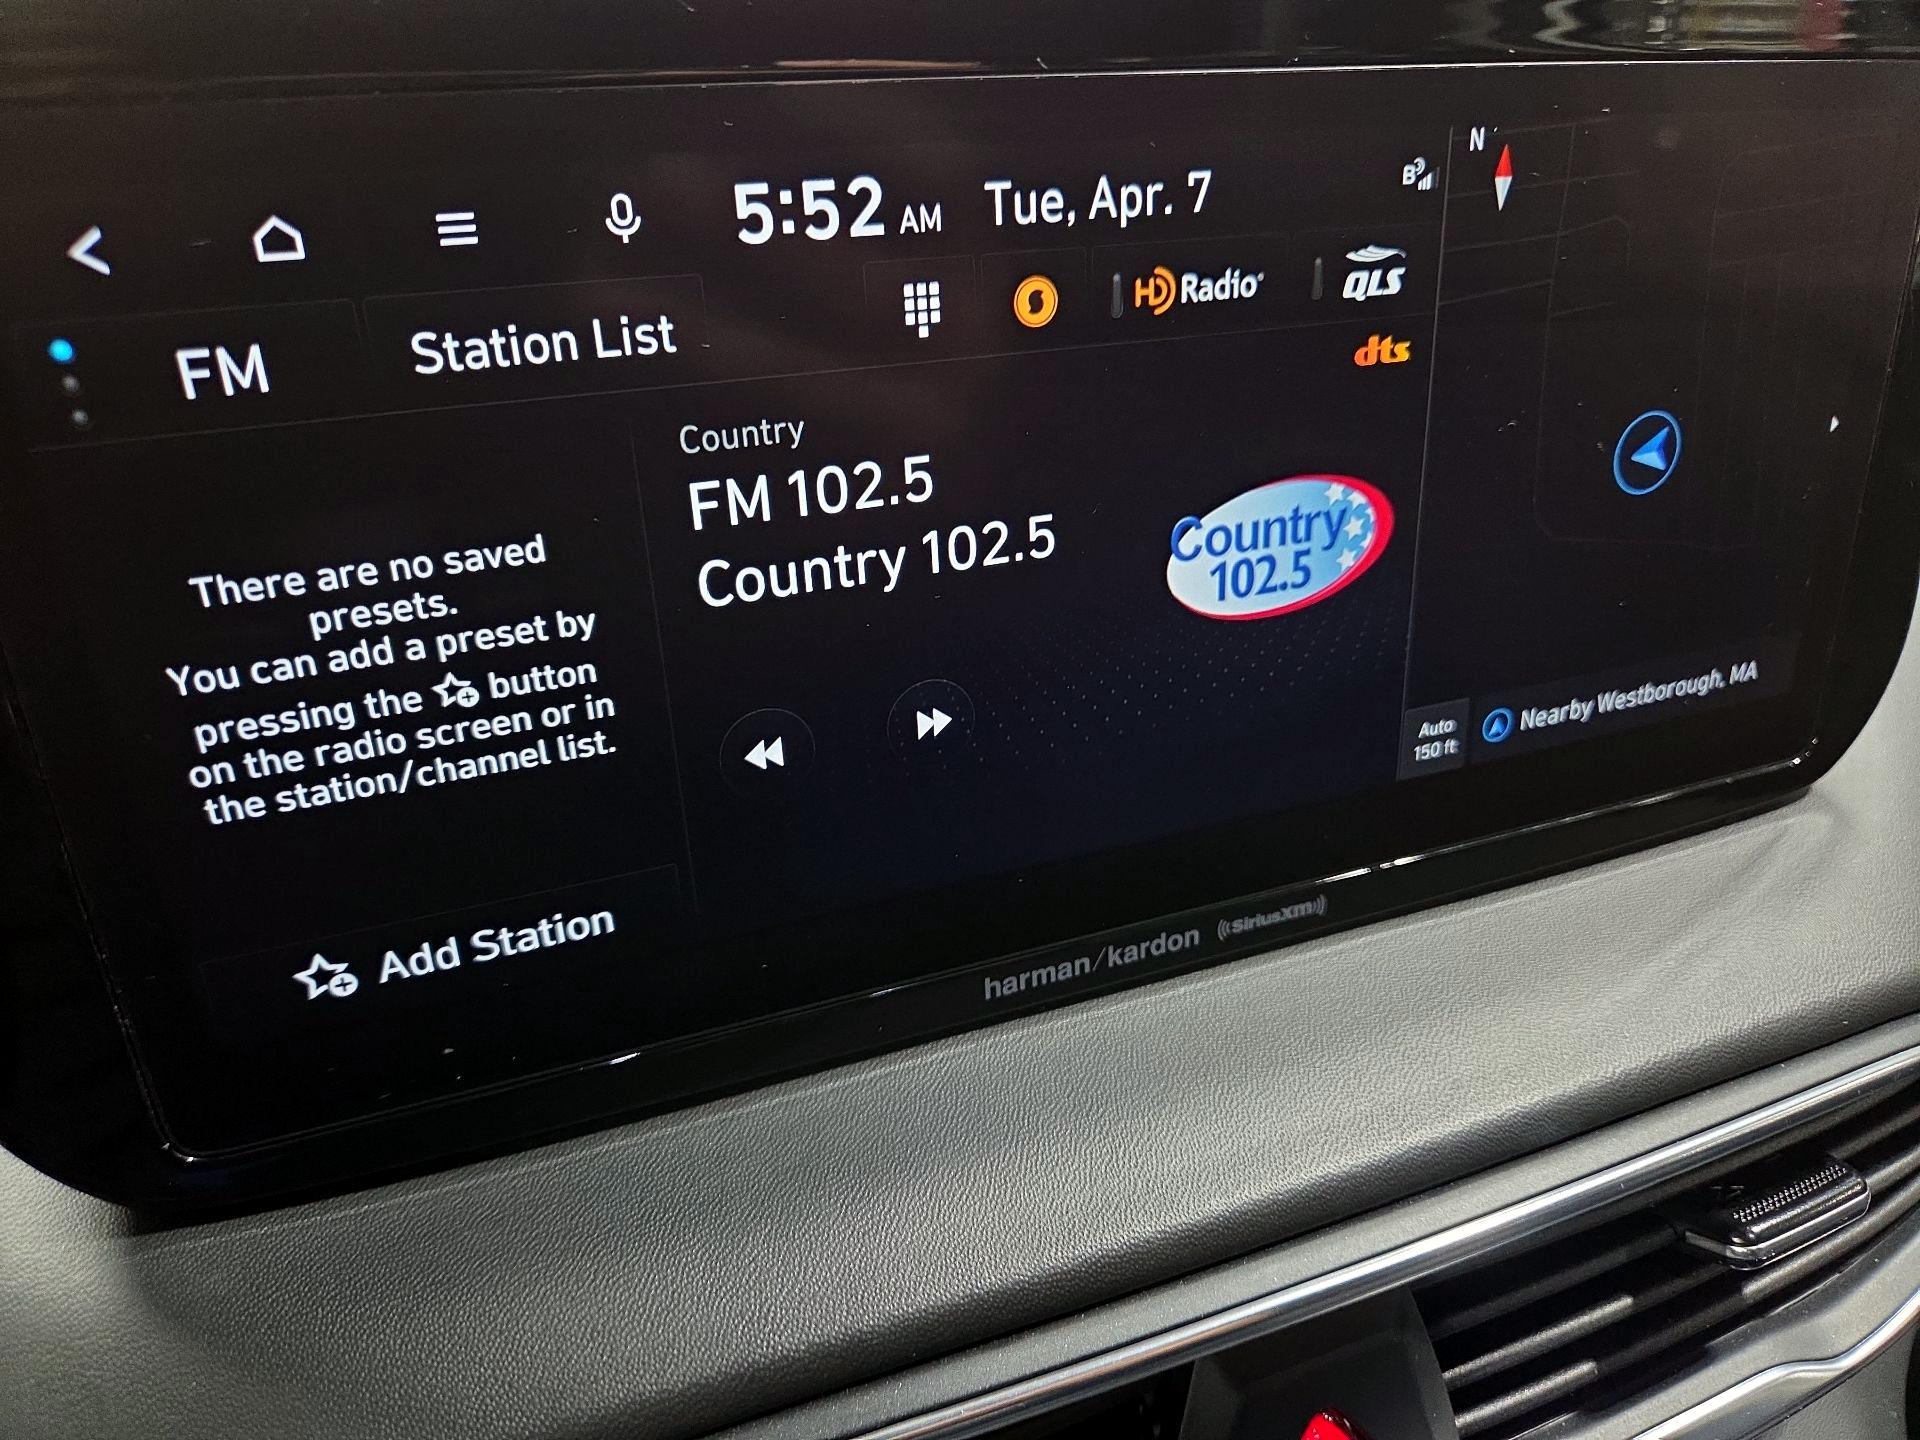 5:52 AM Tue, Apr. 7
N
FM
Station List
HD Radio
QLS
dts
There are no saved
presets.
You can add a preset by
pressing the button
on the radio screen or in
the station/channel list.
Add Station
Country
FM 102.5
Country 102.5
Country
102.5
Auto
150 ft
Nearby Westborough, MA
harman/kardon
((SiriusXM))